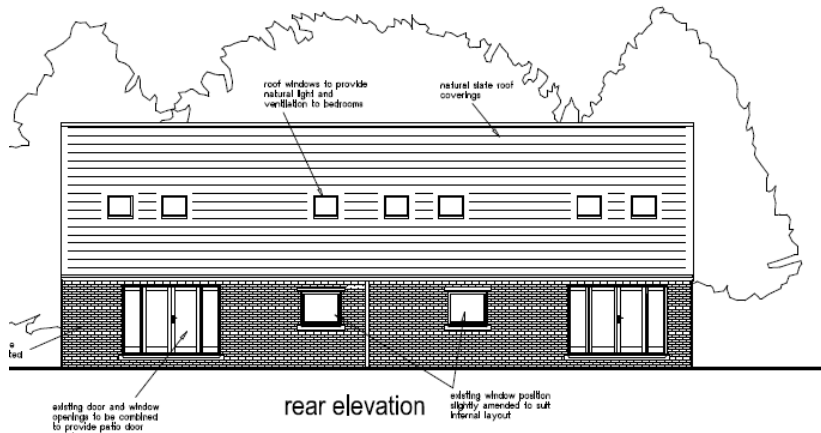 roof windows to provide
natural light and
ventilation to bedrooms
natural slate roof
coverings
e
ted
existing door and window
openings to be combined
to provide patio door
rear elevation
existing window position
slightly amended to suit
internal layout